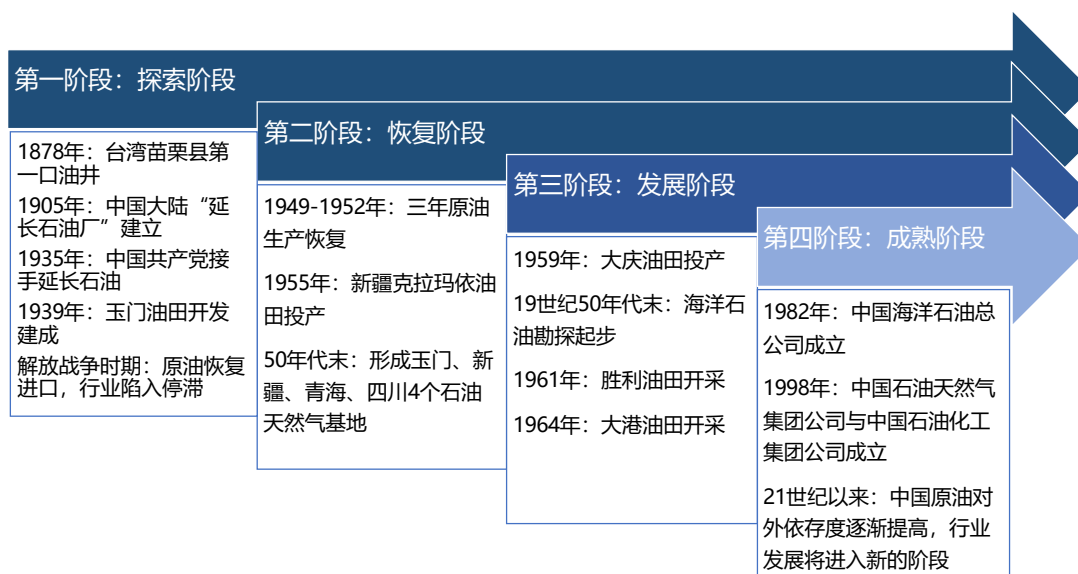 第一阶段：探索阶段
1878年：台湾苗栗县第
一口油井
1905年：中国大陆“延
长石油厂”建立
1935年：中国共产党接
手延长石油
1939年：玉门油田开发
建成
解放战争时期：原油恢复
进口，行业陷入停滞
第二阶段：恢复阶段
1949-1952年：三年原油
生产恢复
1955年：新疆克拉玛依油
田投产
50年代末：形成玉门、新
疆、青海、四川4个石油
天然气基地
第三阶段：发展阶段
1959年：大庆油田投产
19世纪50年代末：海洋石
油勘探起步
1961年：胜利油田开采
1964年：大港油田开采
第四阶段：成熟阶段
1982年：中国海洋石油总
公司成立
1998年：中国石油天然气
集团公司与中国石油化工
集团公司成立
21世纪以来：中国原油对
外依存度逐渐提高，行业
发展将进入新的阶段